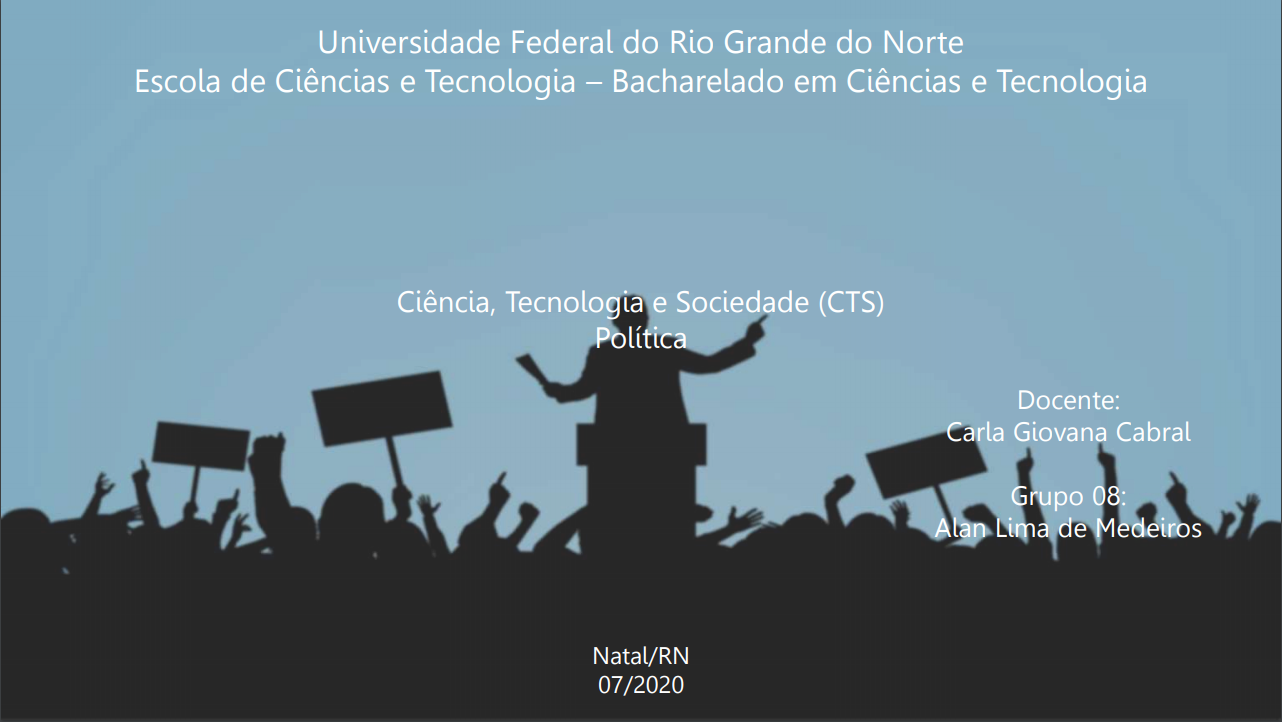 Universidade Federal do Rio Grande do Norte
Escola de Ciências e Tecnologia – Bacharelado em Ciências e Tecnologia
Ciência, Tecnologia e Sociedade (CTS)
Política
Docente:
Carla Giovana Cabral
Grupo 08:
Alan Lima de Medeiros
Natal/RN
07/2020